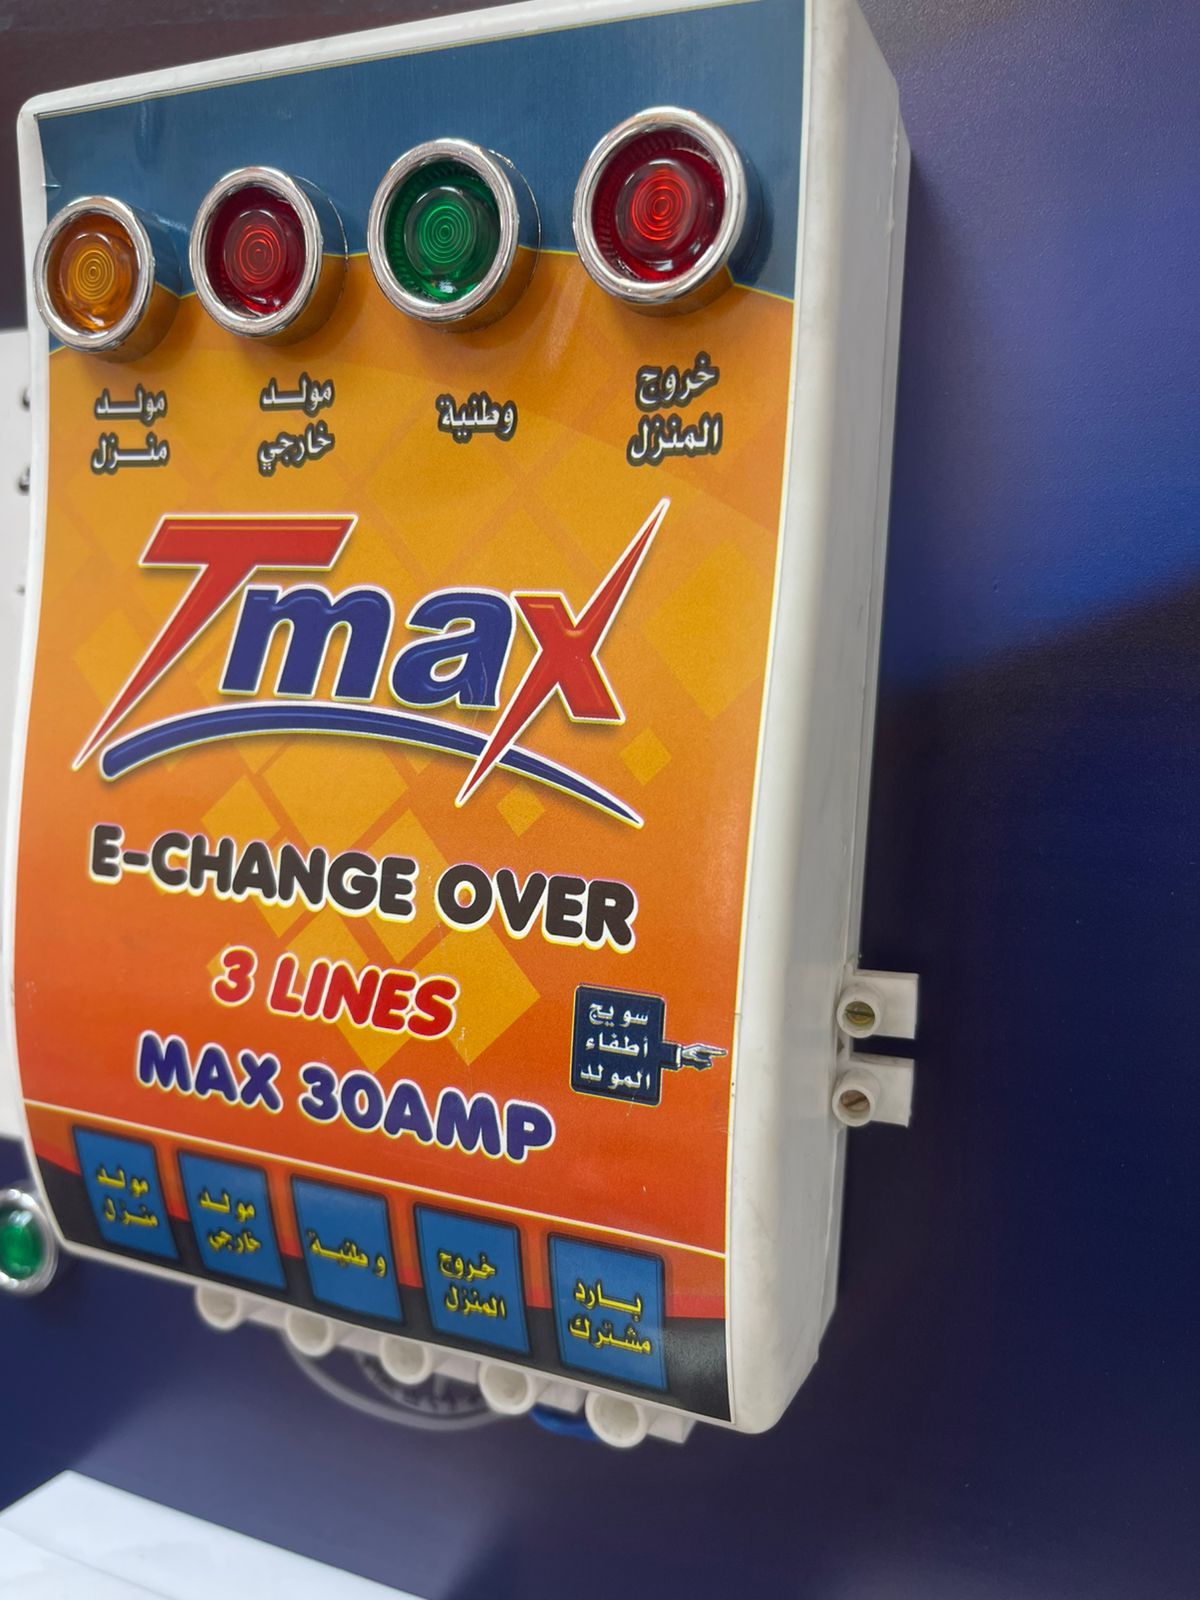 مولد
منزل
مولد
خارجي
وطنية
خروج
المنزل
Tmax
E-CHANGE OVER
3 LINES
MAX 30AMP
سويج
أطفاء
المولد
مولد
منزل
مولد
خارجي
وطنية
خروج
المنزل
بارد
مشترك